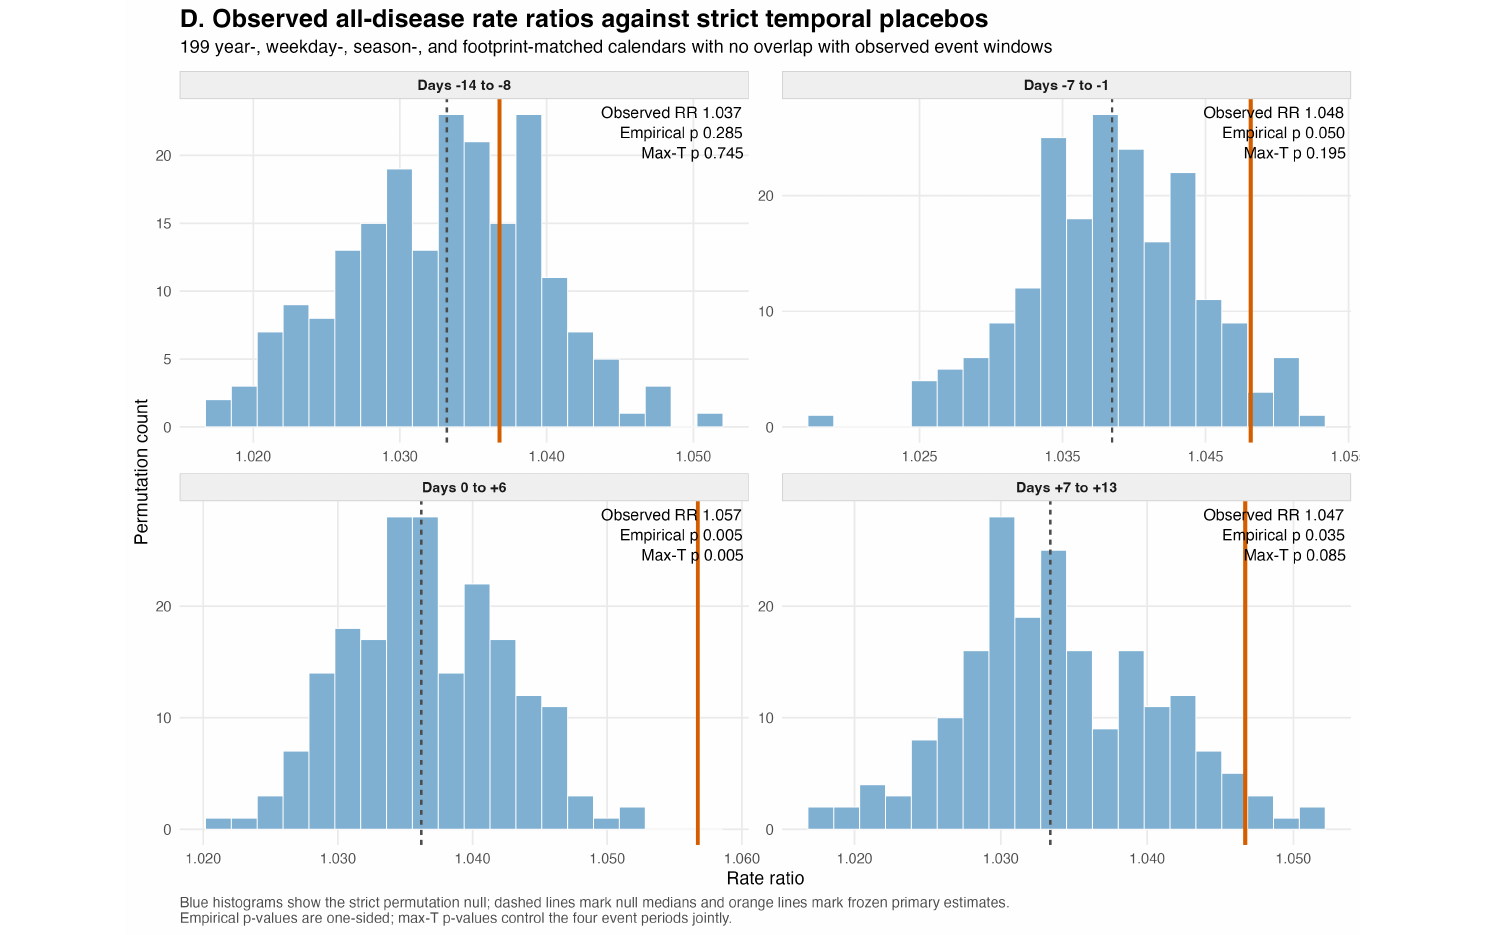 D. Observed all-disease rate ratios against strict temporal placebos
199 year-, weekday-, season-, and footprint-matched calendars with no overlap with observed event windows
Days -14 to -8
Observed RR 1.037
Empirical p 0.285
Max-T p 0.745
20
15
10
5
0
1.020 1.030 1.040 1.050
Days -7 to -1
Observed RR 1.048
Empirical p 0.050
Max-T p 0.195
20
10
0
1.025 1.035 1.045 1.05
Permutation count
Days 0 to +6
Observed RR 1.057
Empirical p 0.005
Max-T p 0.005
20
10
0
1.020 1.030 1.040 1.050 1.060
Days +7 to +13
Observed RR 1.047
Empirical p 0.035
Max-T p 0.085
20
10
0
1.020 1.030 1.040 1.050
Rate ratio
Blue histograms show the strict permutation null; dashed lines mark null medians and orange lines mark frozen primary estimates.
Empirical p-values are one-sided; max-T p-values control the four event periods jointly.